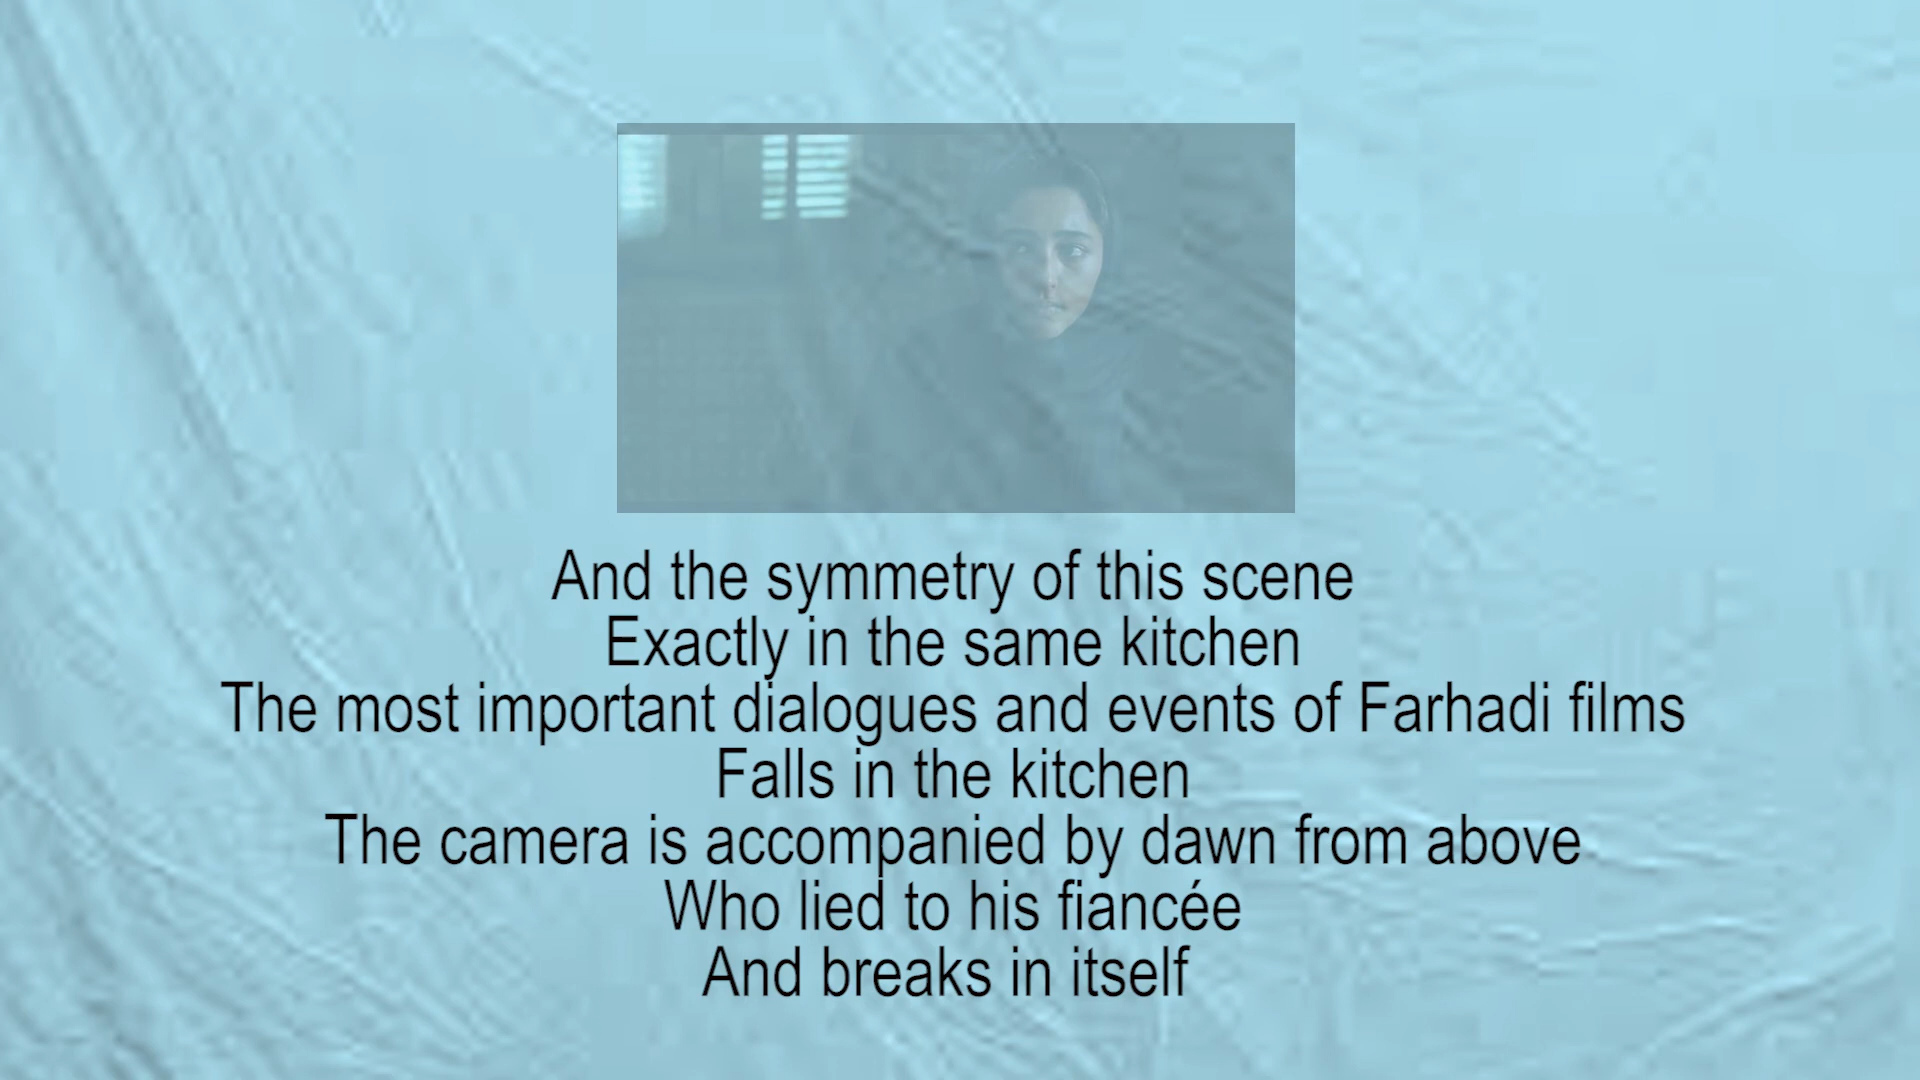 And the symmetry of this scene
Exactly in the same kitchen
The most important dialogues and events of Farhadi films
Falls in the kitchen
The camera is accompanied by dawn from above
Who lied to his fiancée
And breaks in itself